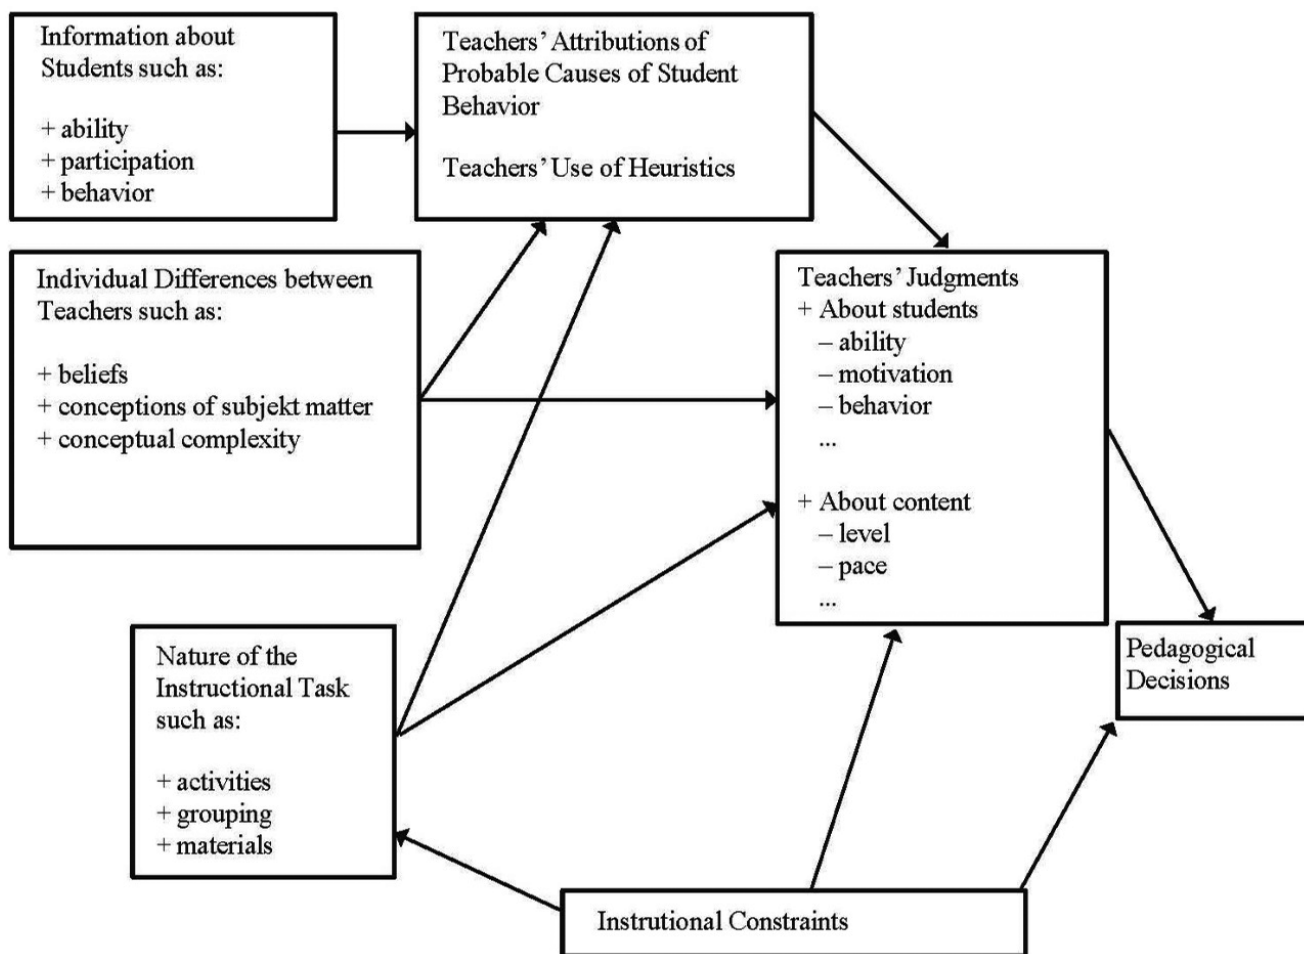 Information about
Students such as:
+ ability
+ participation
+ behavior
Teachers' Attributions of
Probable Causes of Student
Behavior
Teachers' Use of Heuristics
Individual Differences between
Teachers such as:
+ beliefs
+ conceptions of subjekt matter
+ conceptual complexity
Teachers' Judgments
+ About students
– ability
– motivation
– behavior
...
+ About content
– level
– pace
...
Nature of the
Instructional Task
such as:
+ activities
+ grouping
+ materials
Pedagogical
Decisions
Instrutional Constraints